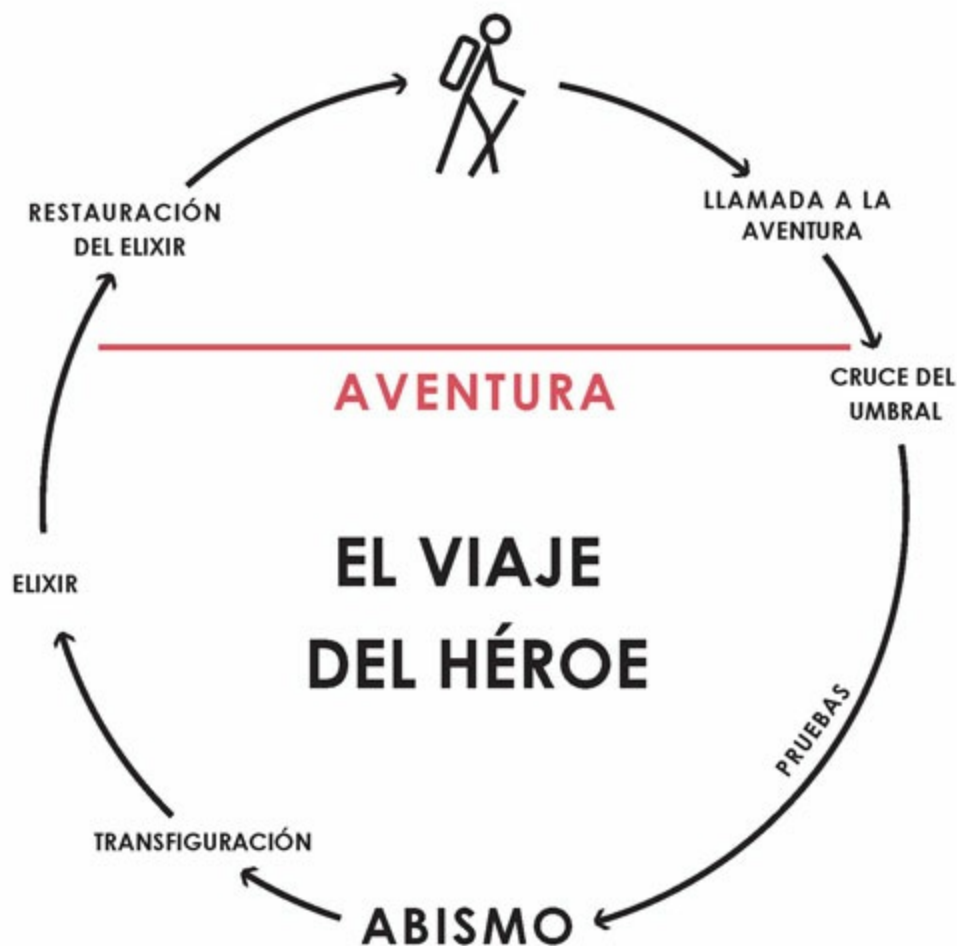 LLAMADA A LA
AVENTURA
CRUCE DEL
UMBRAL
PRUEBAS
ABISMO
TRANSFIGURACIÓN
ELIXIR
RESTAURACIÓN
DEL ELIXIR
AVENTURA
EL VIAJE
DEL HÉROE